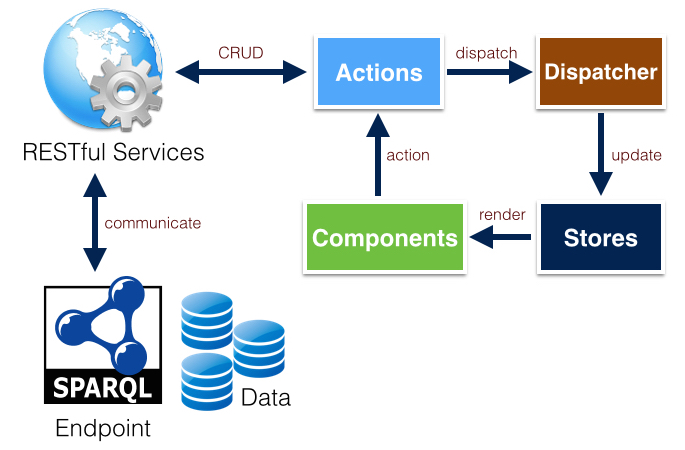 CRUD
Actions
dispatch
Dispatcher
RESTful Services
action
update
communicate
Components
render
Stores
SPARQL
Data
Endpoint